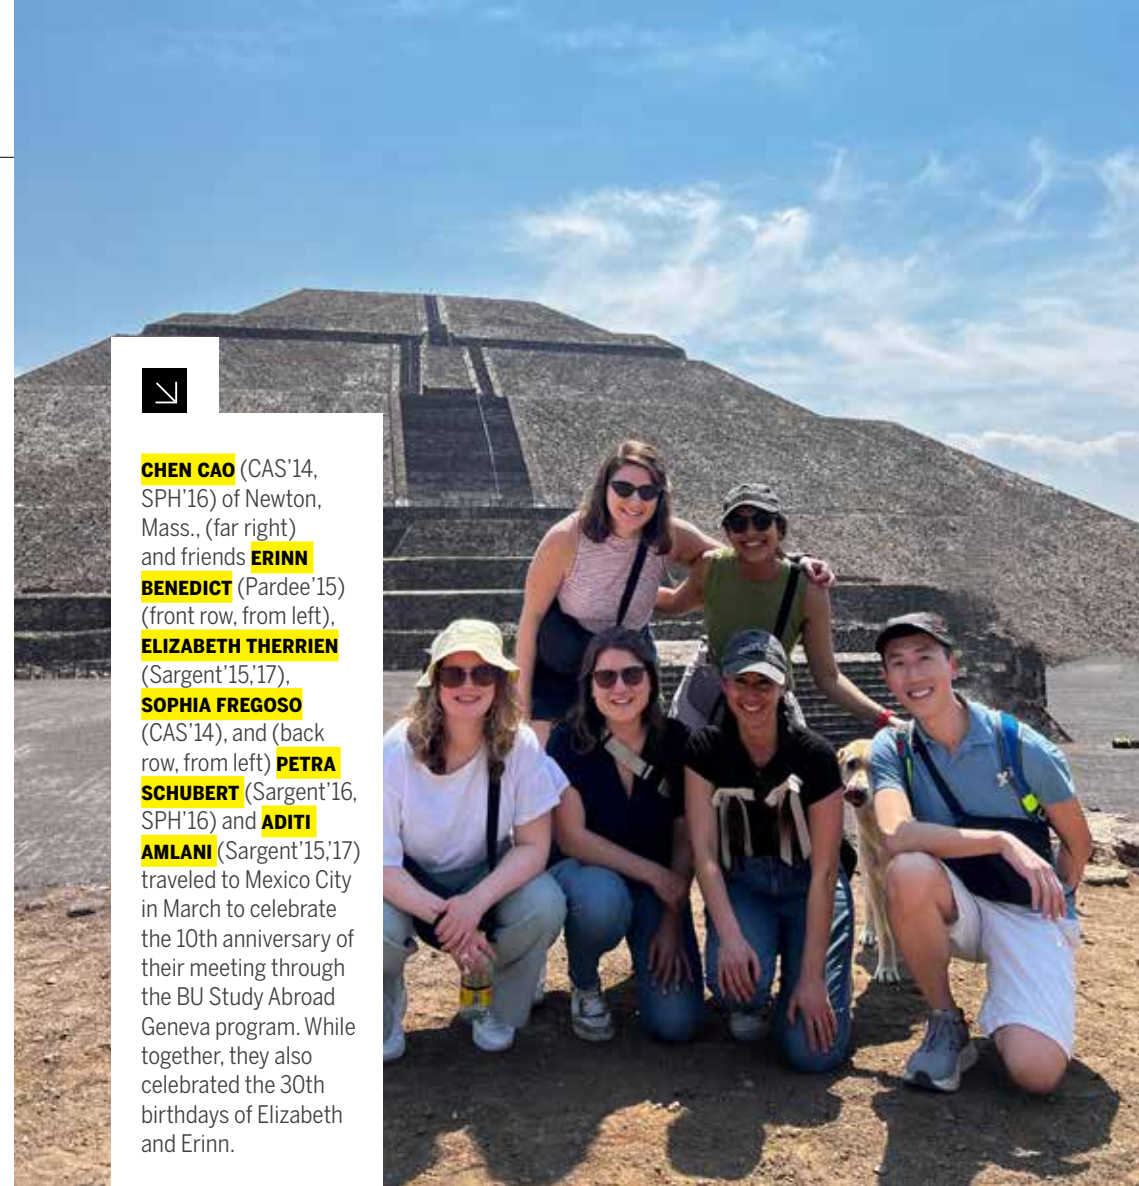 CHEN CAO (CAS’14,
SPH’16) of Newton,
Mass., (far right)
and friends ERINN
BENEDICT (Pardee’15)
(front row, from left),
ELIZABETH THERRIEN
(Sargent’15,’17),
SOPHIA FREGOSO
(CAS’14), and (back
row, from left) PETRA
SCHUBERT (Sargent’16,
SPH’16) and ADITI
AMLANI (Sargent’15,’17)
traveled to Mexico City
in March to celebrate
the 10th anniversary of
their meeting through
the BU Study Abroad
Geneva program. While
together, they also
celebrated the 30th
birthdays of Elizabeth
and Erinn.